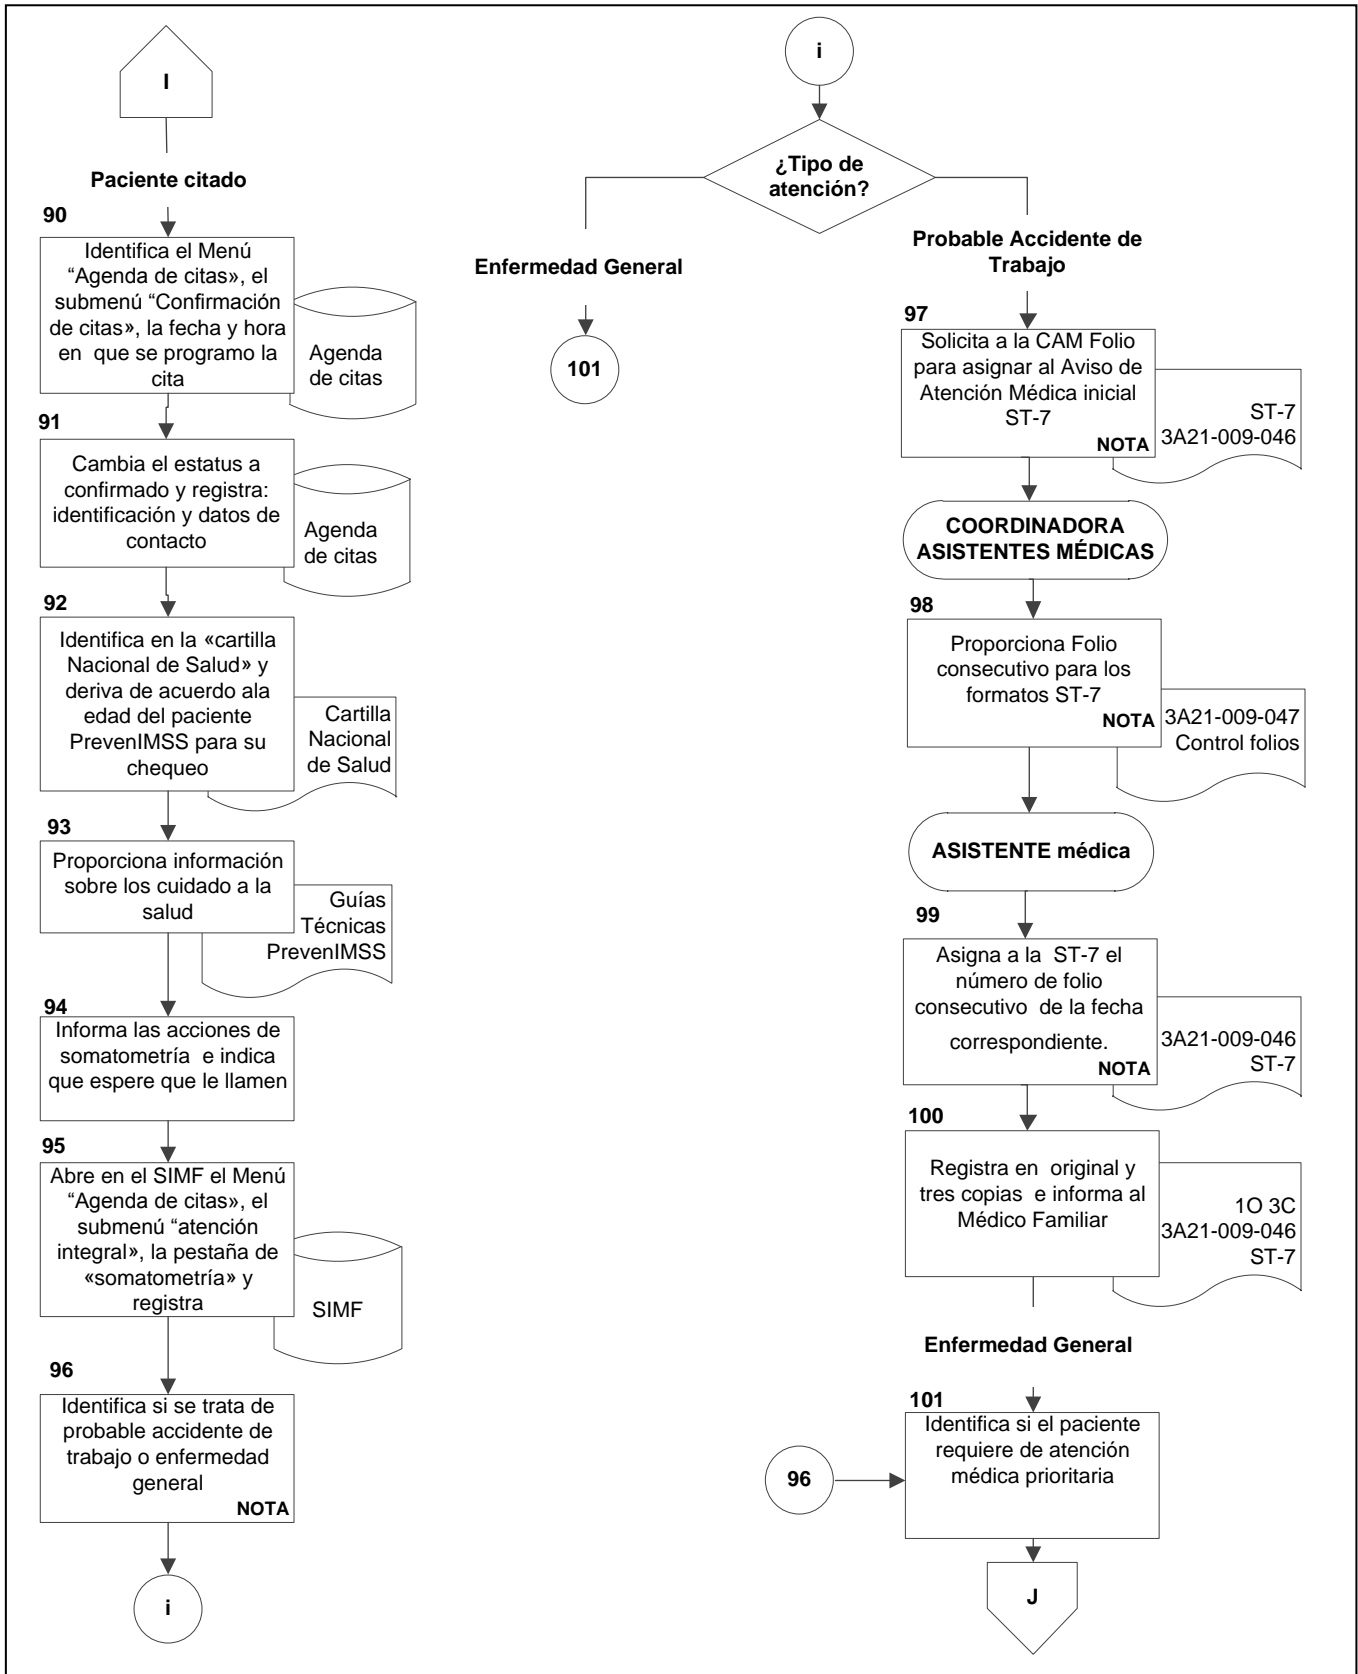 I
Paciente citado
90
Identifica el Menú
“Agenda de citas», el
submenú “Confirmación
de citas», la fecha y hora
en que se programo la
cita
Agenda
de citas
91
Cambia el estatus a
confirmado y registra:
identificación y datos de
contacto
Agenda
de citas
92
Identifica en la «cartilla
Nacional de Salud» y
deriva de acuerdo ala
edad del paciente
PrevenIMSS para su
chequeo
Cartilla
Nacional
de Salud
93
Proporciona información
sobre los cuidado a la
salud
Guías
Técnicas
PrevenIMSS
94
Informa las acciones de
somatometría e indica
que espere que le llamen
95
Abre en el SIMF el Menú
“Agenda de citas», el
submenú “atención
integral», la pestaña de
«somatometría» y
registra
SIMF
96
Identifica si se trata de
probable accidente de
trabajo o enfermedad
general
NOTA
i
i
¿Tipo de
atención?
Enfermedad General
101
Probable Accidente de
Trabajo
97
Solicita a la CAM Folio
para asignar al Aviso de
Atención Médica inicial
ST-7
NOTA
ST-7
3A21-009-046
COORDINADORA
ASISTENTES MÉDICAS
98
Proporciona Folio
consecutivo para los
formatos ST-7
NOTA
3A21-009-047
Control folios
ASISTENTE médica
99
Asigna a la ST-7 el
número de folio
consecutivo de la fecha
correspondiente.
NOTA
3A21-009-046
ST-7
100
Registra en original y
tres copias e informa al
Médico Familiar
1O 3C
3A21-009-046
ST-7
Enfermedad General
101
Identifica si el paciente
requiere de atención
médica prioritaria
96
J